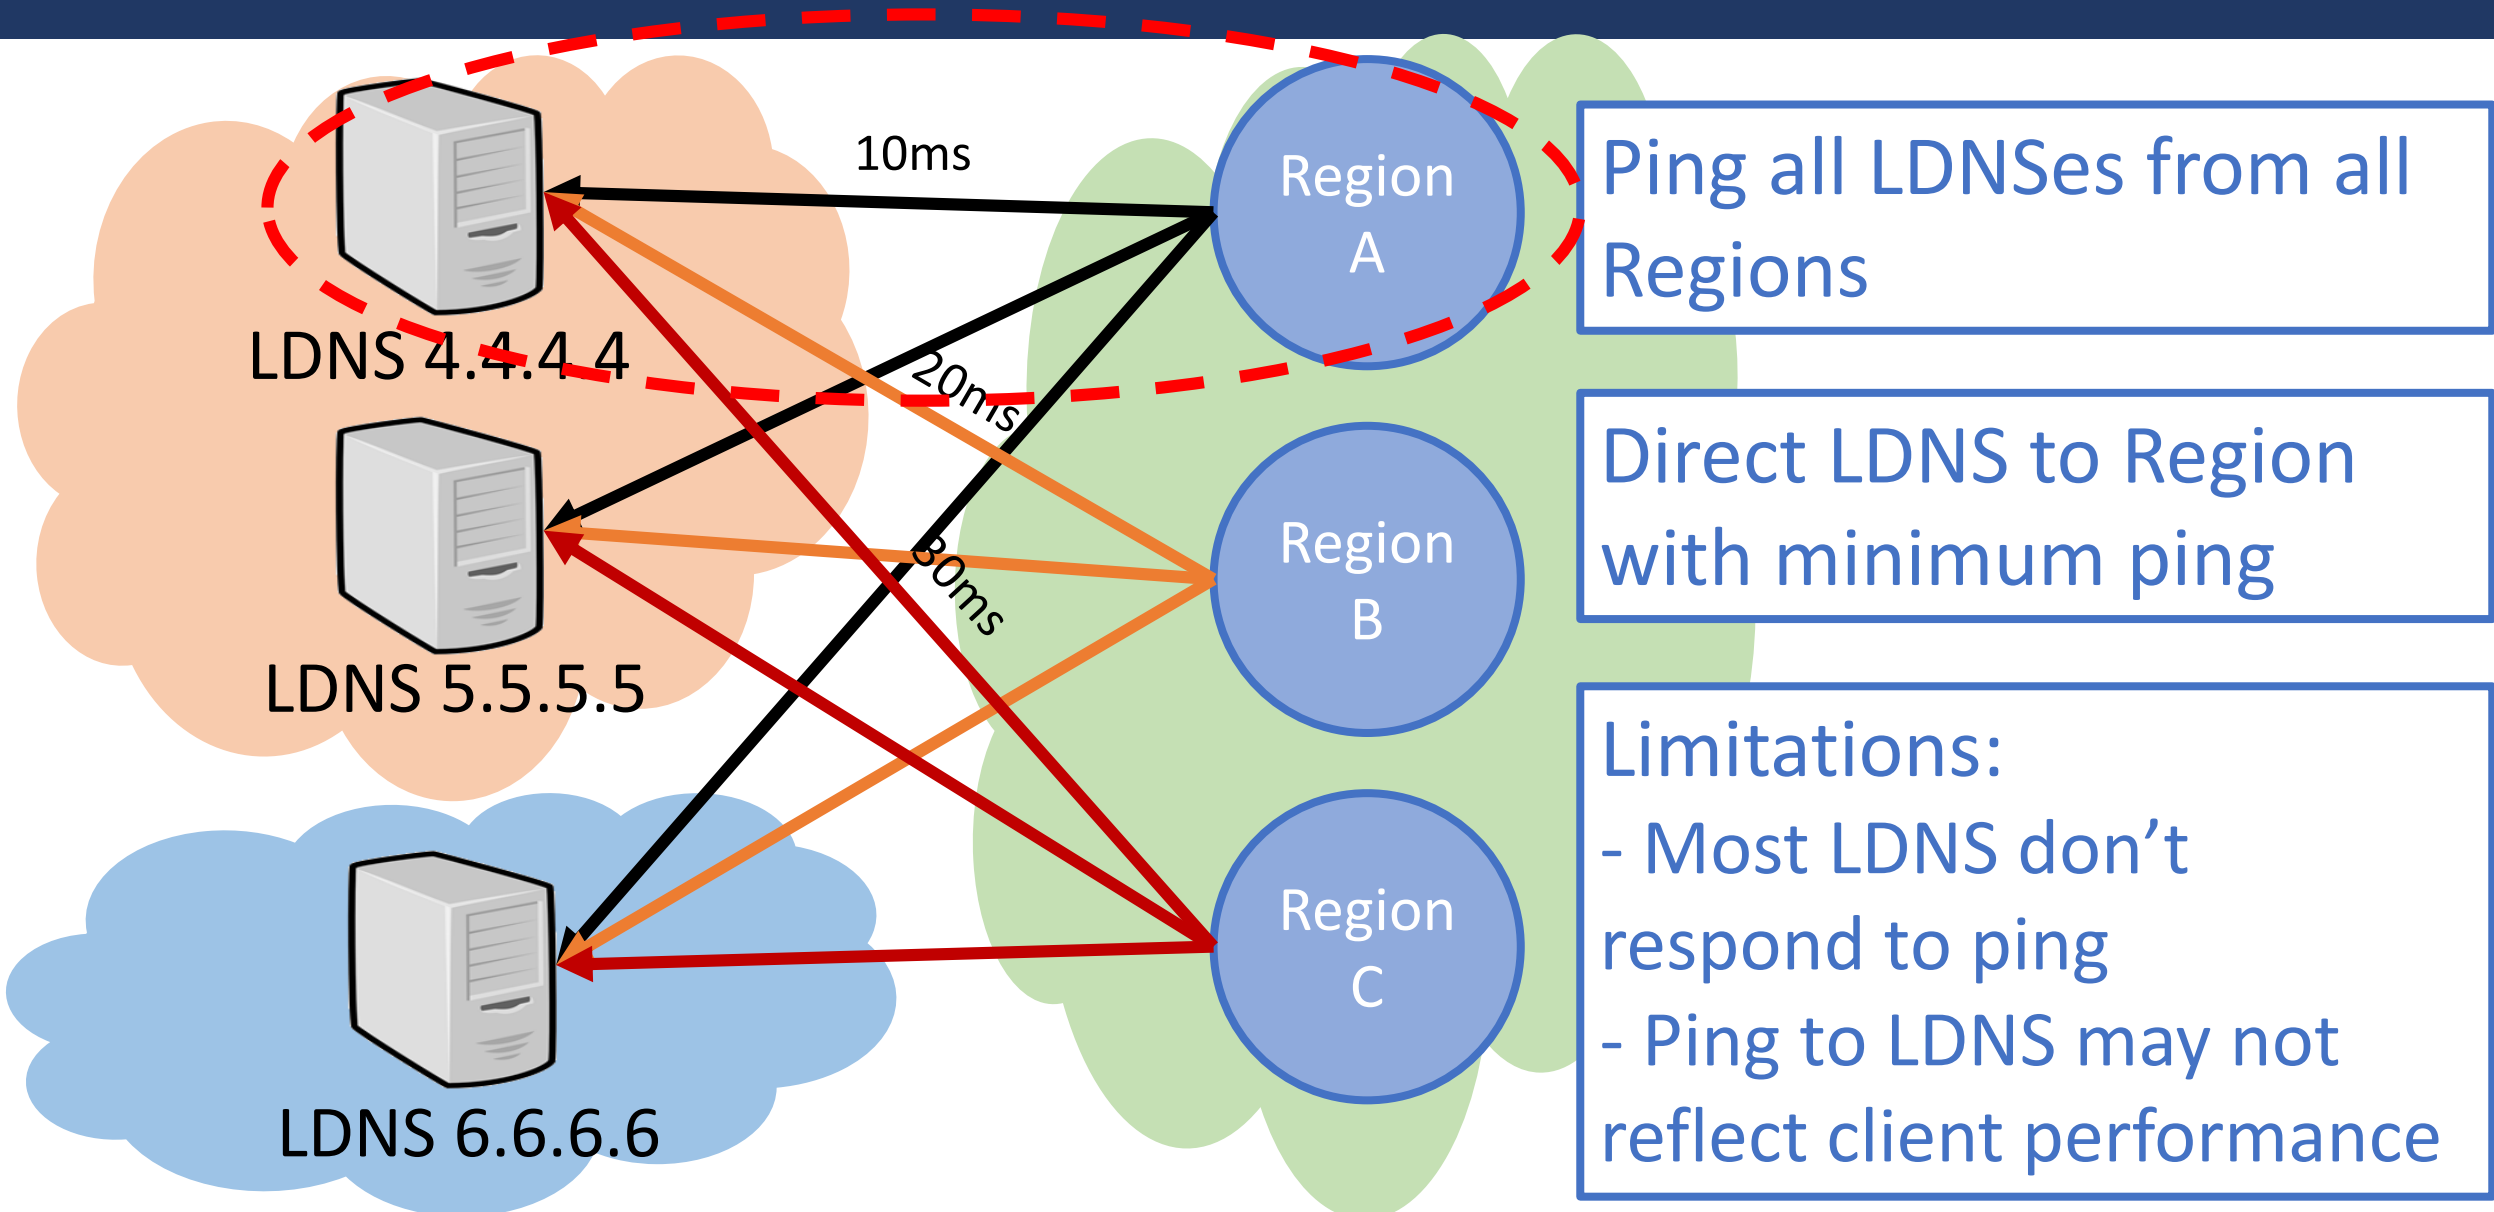 10ms
20ms
30ms
LDNS 4.4.4.4
LDNS 5.5.5.5
LDNS 6.6.6.6
Region
A
Region
B
Region
C
Ping all LDNSes from all
Regions
Direct LDNS to Region
with minimum ping
Limitations:
- Most LDNS don’t
respond to ping
- Ping to LDNS may not
reflect client performance